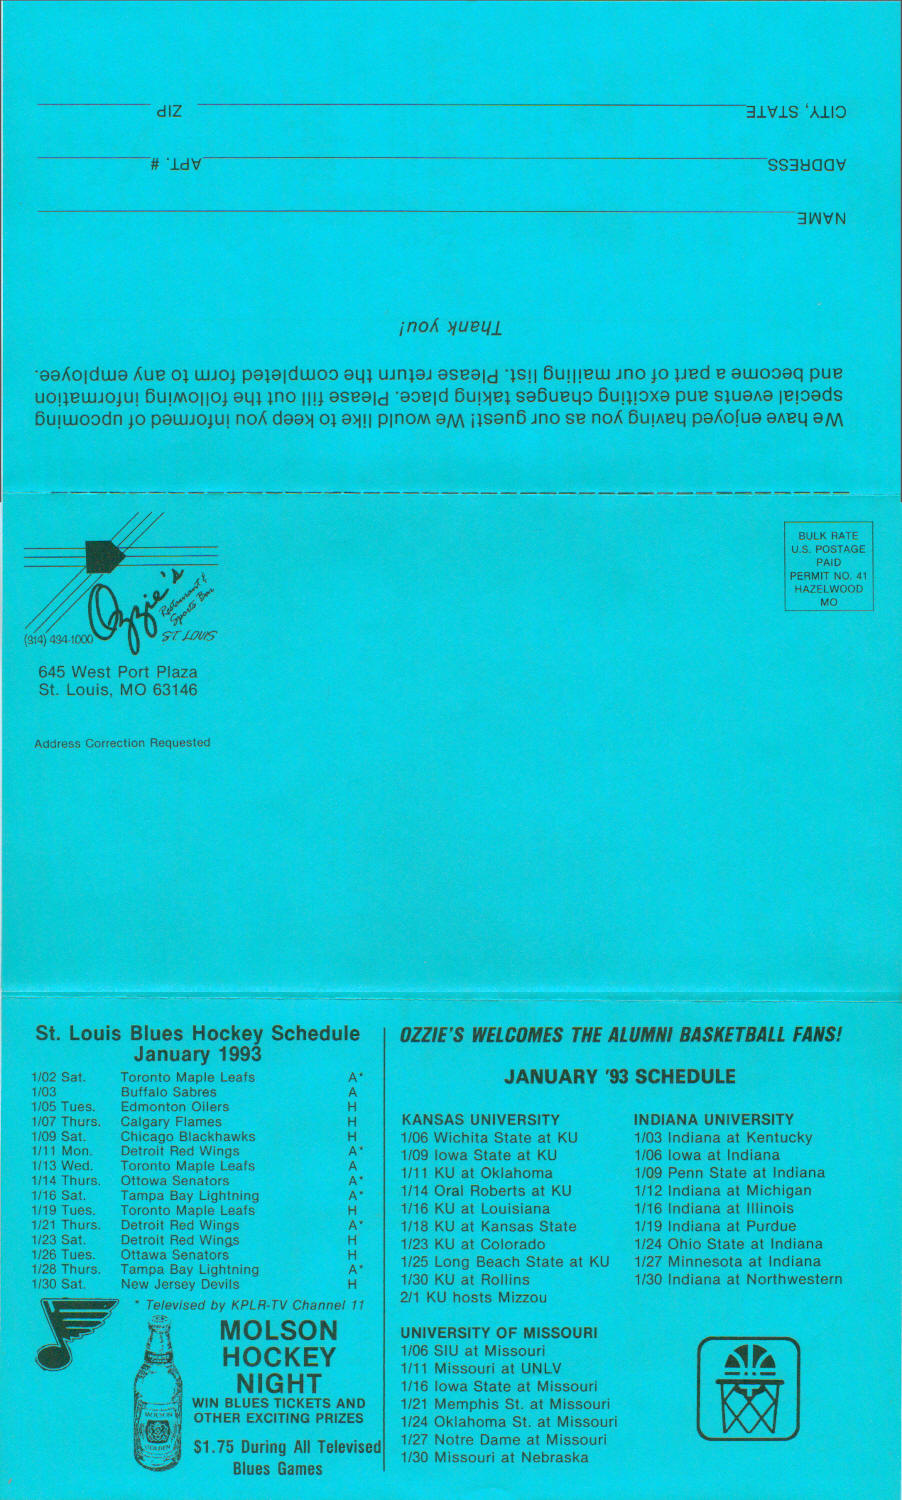 We have enjoyed having you as our guest! We would like to keep you informed of upcoming
special events and exciting changes taking place. Please fill out the following information
and become a part of our mailing list. Please return the completed form to any employee.
Thank you!
NAME
ADDRESS APT. #
CITY, STATE ZIP
Ozzie's
Restaurant &
Sports Bar
ST. LOUIS
(314) 434-1000
645 West Port Plaza
St. Louis, MO 63146
Address Correction Requested
BULK RATE
U.S. POSTAGE
PAID
PERMIT NO. 41
HAZELWOOD
MO
St. Louis Blues Hockey Schedule
January 1993
1/02 Sat. Toronto Maple Leafs A*
1/03 Buffalo Sabres A
1/05 Tues. Edmonton Oilers H
1/07 Thurs. Calgary Flames H
1/09 Sat. Chicago Blackhawks H
1/11 Mon. Detroit Red Wings A*
1/13 Wed. Toronto Maple Leafs A
1/14 Thurs. Ottowa Senators A*
1/16 Sat. Tampa Bay Lightning A*
1/19 Tues. Toronto Maple Leafs H
1/21 Thurs. Detroit Red Wings A*
1/23 Sat. Detroit Red Wings H
1/26 Tues. Ottawa Senators H
1/28 Thurs. Tampa Bay Lightning A*
1/30 Sat. New Jersey Devils H
* Televised by KPLR-TV Channel 11
MOLSON
HOCKEY
NIGHT
WIN BLUES TICKETS AND
OTHER EXCITING PRIZES
$1.75 During All Televised
Blues Games
MOLSON
GOLDEN
OZZIE'S WELCOMES THE ALUMNI BASKETBALL FANS!
JANUARY '93 SCHEDULE
KANSAS UNIVERSITY
1/06 Wichita State at KU
1/09 Iowa State at KU
1/11 KU at Oklahoma
1/14 Oral Roberts at KU
1/16 KU at Louisiana
1/18 KU at Kansas State
1/23 KU at Colorado
1/25 Long Beach State at KU
1/30 KU at Rollins
2/1 KU hosts Mizzou
UNIVERSITY OF MISSOURI
1/06 SIU at Missouri
1/11 Missouri at UNLV
1/16 Iowa State at Missouri
1/21 Memphis St. at Missouri
1/24 Oklahoma St. at Missouri
1/27 Notre Dame at Missouri
1/30 Missouri at Nebraska
INDIANA UNIVERSITY
1/03 Indiana at Kentucky
1/06 Iowa at Indiana
1/09 Penn State at Indiana
1/12 Indiana at Michigan
1/16 Indiana at Illinois
1/19 Indiana at Purdue
1/24 Ohio State at Indiana
1/27 Minnesota at Indiana
1/30 Indiana at Northwestern